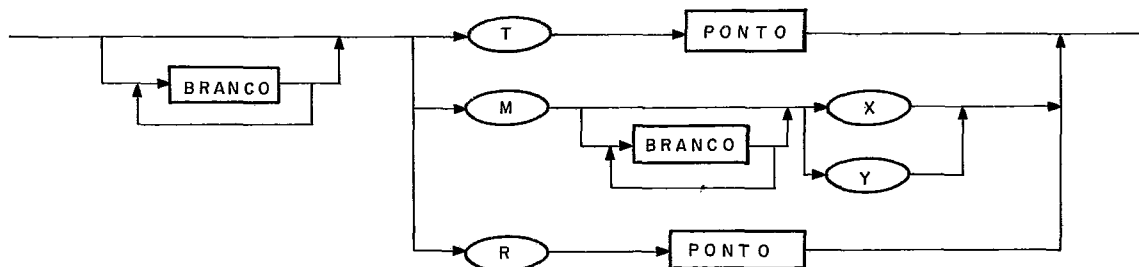 T PONTO
BRANCO
M X
BRANCO
Y
R PONTO